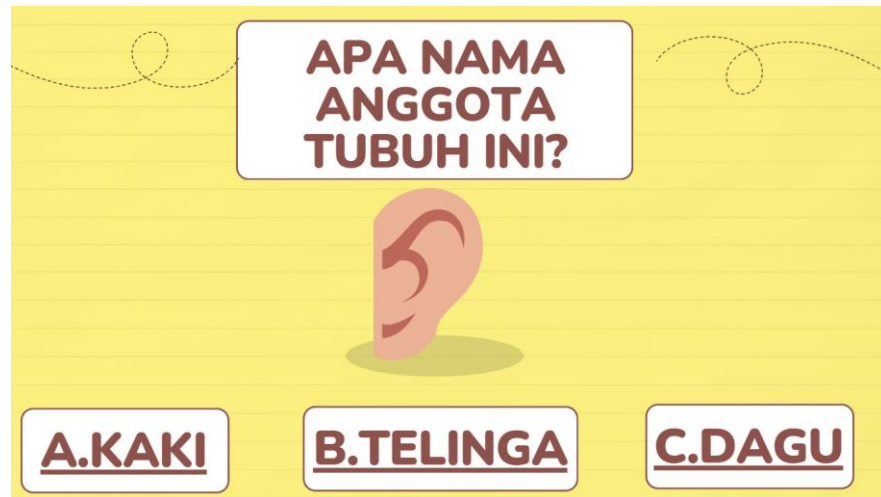 APA NAMA
ANGGOTA
TUBUH INI?
A.KAKI
B.TELINGA
C.DAGU